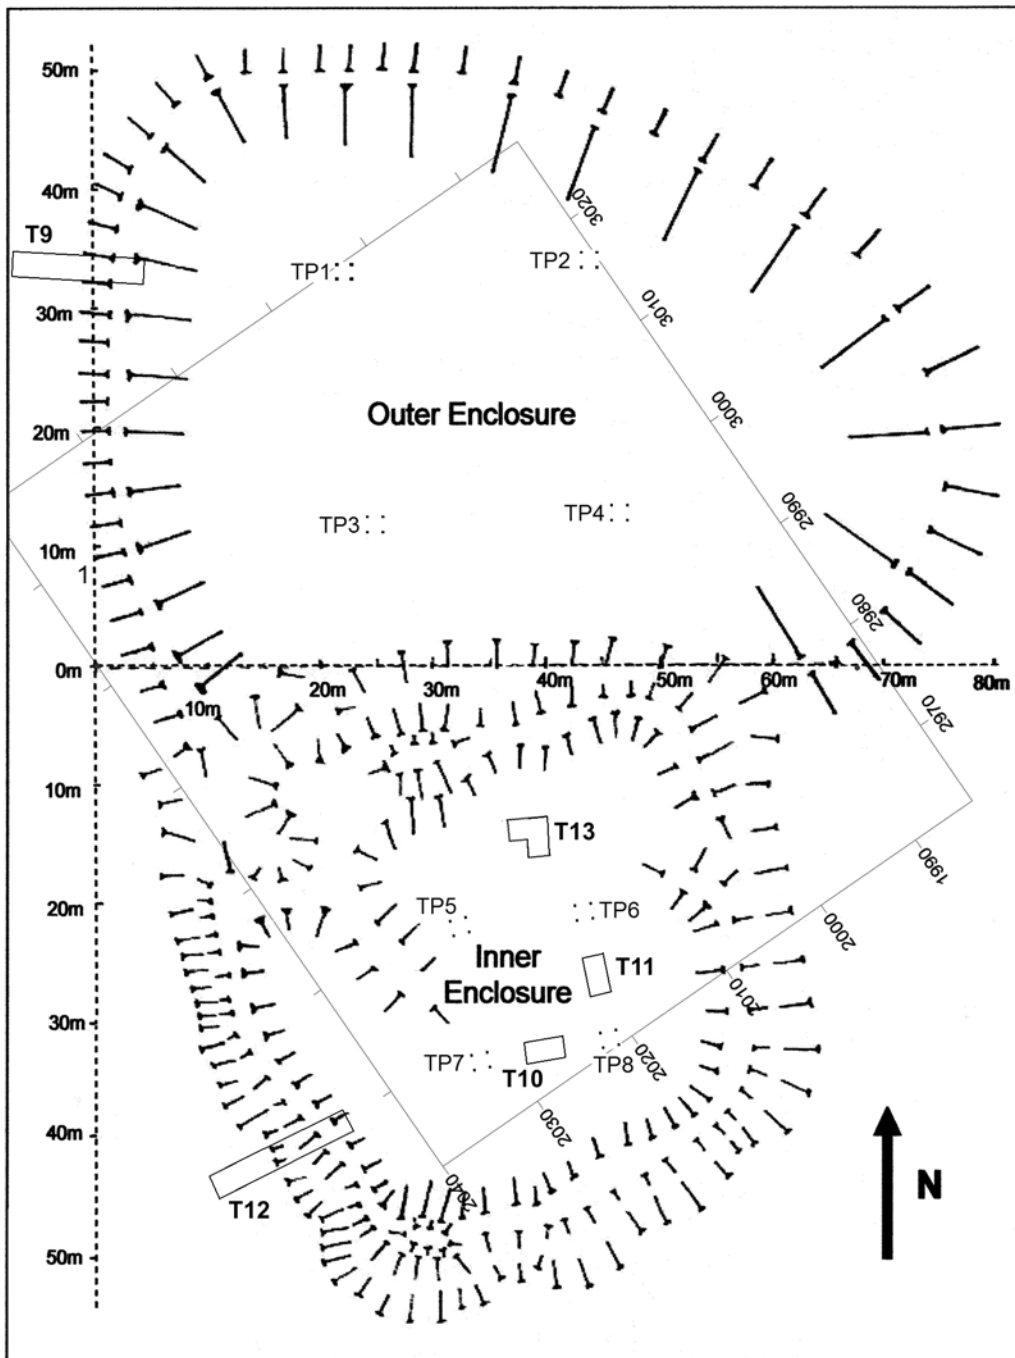 50m
40m
3020
T9
TP1
TP2
30m
3010
3000
Outer Enclosure
20m
2990
TP3
TP4
10m
1
2980
0m
10m
20m
30m
40m
50m
60m
70m
80m
2970
10m
T13
1990
20m
TP5
TP6
2000
Inner
Enclosure
T11
2010
30m
TP7
T10
TP8
2020
2030
40m
2040
T12
N
50m